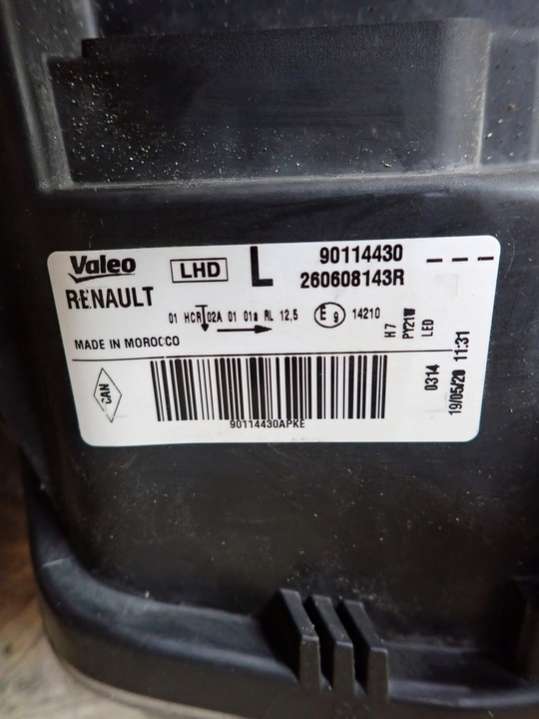 Valeo LHD L 90114430 - - -
RENAULT 260608143R
01 HCR 02A 01 01a RL 12,5 E 9 14210
MADE IN MOROCCO
H7
PY21W
LED
0314
19/05/20 11:31
CAN
90114430APKE